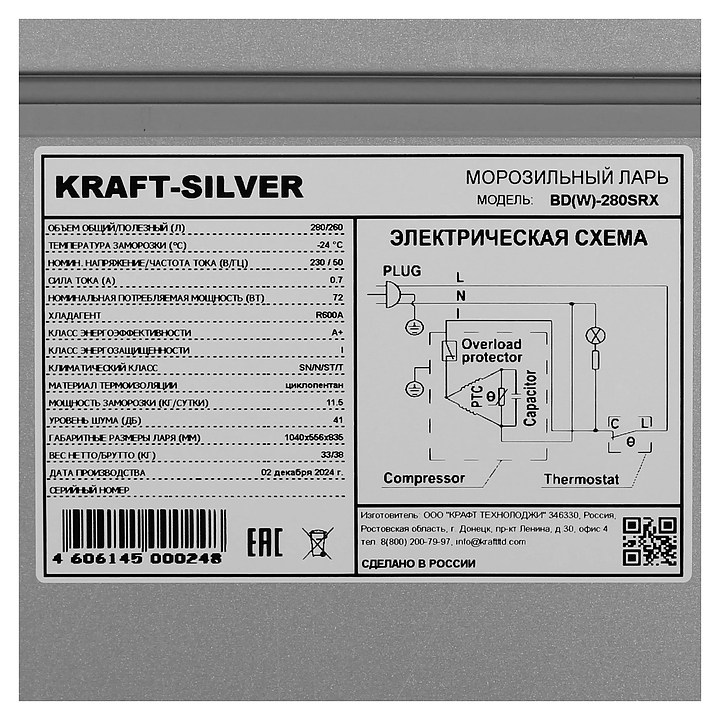 KRAFT-SILVER
МОРОЗИЛЬНЫЙ ЛАРЬ
МОДЕЛЬ: BD(W)-280SRX
ОБЪЕМ ОБЩИЙ/ПОЛЕЗНЫЙ (Л) 280/260
ТЕМПЕРАТУРА ЗАМОРОЗКИ (°С) -24 °C
НОМИН. НАПРЯЖЕНИЕ/ЧАСТОТА ТОКА (В/ГЦ) 230 / 50
СИЛА ТОКА (А) 0.7
НОМИНАЛЬНАЯ ПОТРЕБЛЯЕМАЯ МОЩНОСТЬ (ВТ) 72
ХЛАДАГЕНТ R600A
КЛАСС ЭНЕРГОЭФФЕКТИВНОСТИ A+
КЛАСС ЭНЕРГОЗАЩИЩЕННОСТИ I
КЛИМАТИЧЕСКИЙ КЛАСС SN/N/ST/T
МАТЕРИАЛ ТЕРМОИЗОЛЯЦИИ циклопентан
МОЩНОСТЬ ЗАМОРОЗКИ (КГ/СУТКИ) 11.5
УРОВЕНЬ ШУМА (ДБ) 41
ГАБАРИТНЫЕ РАЗМЕРЫ ЛАРЯ (ММ) 1040x556x835
ВЕС НЕТТО/БРУТТО (КГ) 33/38
ДАТА ПРОИЗВОДСТВА 02 декабря 2024 г.
СЕРИЙНЫЙ НОМЕР
4 606145 000248
EAC
ЭЛЕКТРИЧЕСКАЯ СХЕМА
PLUG
L
N
I
Overload
protector
PTC
θ
Capacitor
C L
θ
Compressor
Thermostat
Изготовитель: ООО "КРАФТ ТЕХНОЛОДЖИ" 346330, Россия,
Ростовская область, г. Донецк, пр-кт Ленина, д 30, офис 4
тел. 8(800) 200-79-97, info@kraftltd.com
СДЕЛАНО В РОССИИ